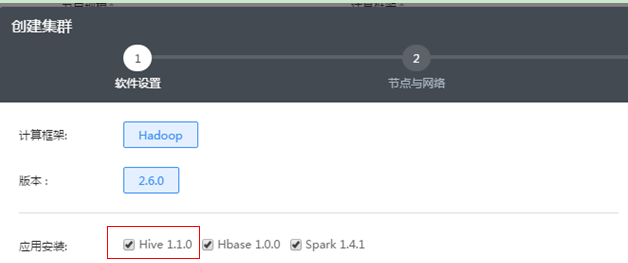 创建集群
1
2
软件设置
节点与网络
计算框架:
Hadoop
版本：
2.6.0
应用安装:
Hive 1.1.0
Hbase 1.0.0
Spark 1.4.1